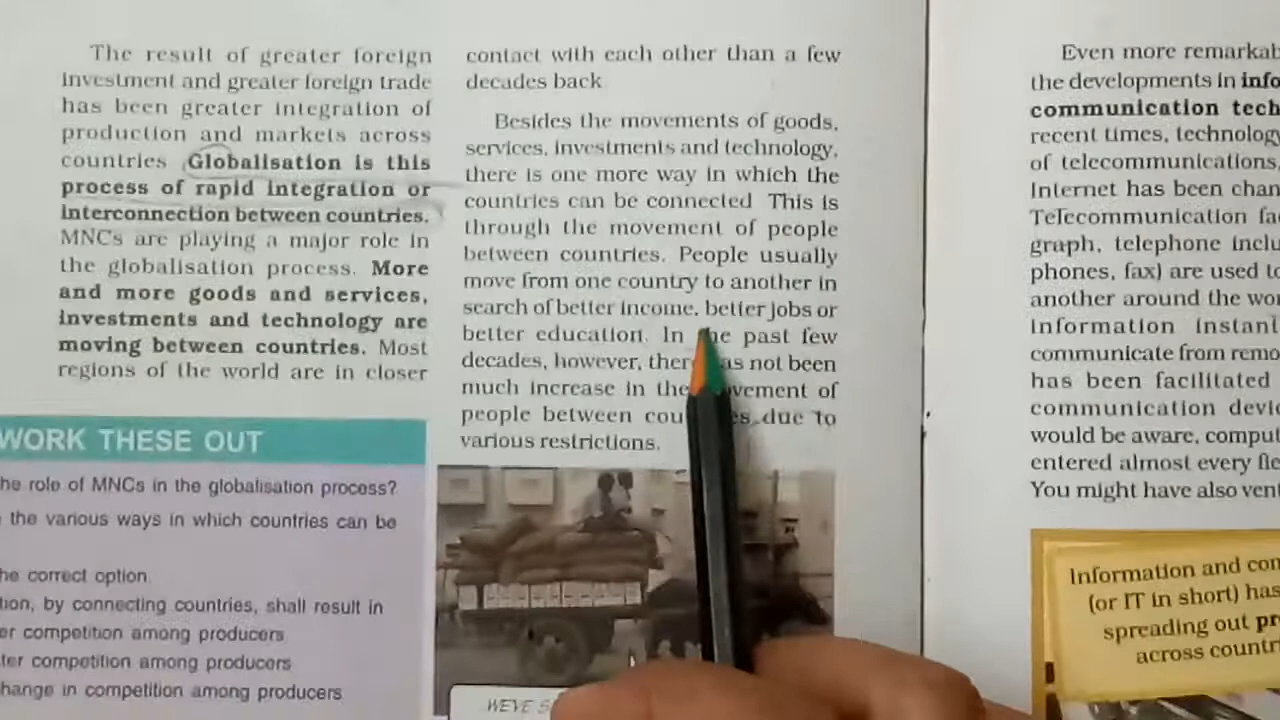 The result of greater foreign
investment and greater foreign trade
has been greater integration of
production and markets across
countries. Globalisation is this
process of rapid integration or
interconnection between countries.
MNCs are playing a major role in
the globalisation process. More
and more goods and services,
investments and technology are
moving between countries. Most
regions of the world are in closer
WORK THESE OUT
he role of MNCs in the globalisation process?
the various ways in which countries can be
he correct option.
tion, by connecting countries, shall result in
er competition among producers
ter competition among producers
hange in competition among producers
contact with each other than a few
decades back.
Besides the movements of goods,
services, investments and technology,
there is one more way in which the
countries can be connected. This is
through the movement of people
between countries. People usually
move from one country to another in
search of better income, better jobs or
better education. In the past few
decades, however, there has not been
much increase in the movement of
people between countries due to
various restrictions.
WE'VE S
Even more remarkab
the developments in info
communication tech
recent times, technology
of telecommunications,
Internet has been chan
Telecommunication fac
graph, telephone inclu
phones, fax) are used to
another around the wor
information instant
communicate from remo
has been facilitated
communication devic
would be aware, comput
entered almost every fie
You might have also vent
Information and con
(or IT in short) has
spreading out pr
across countri